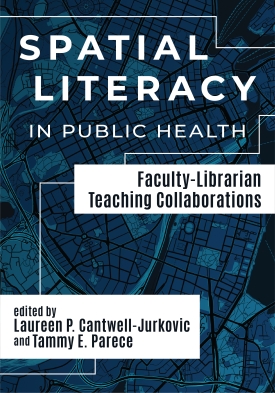 SPATIAL
LITERACY
IN PUBLIC HEALTH
Faculty-Librarian
Teaching Collaborations
edited by
Laureen P. Cantwell-Jurkovic
and Tammy E. Parece